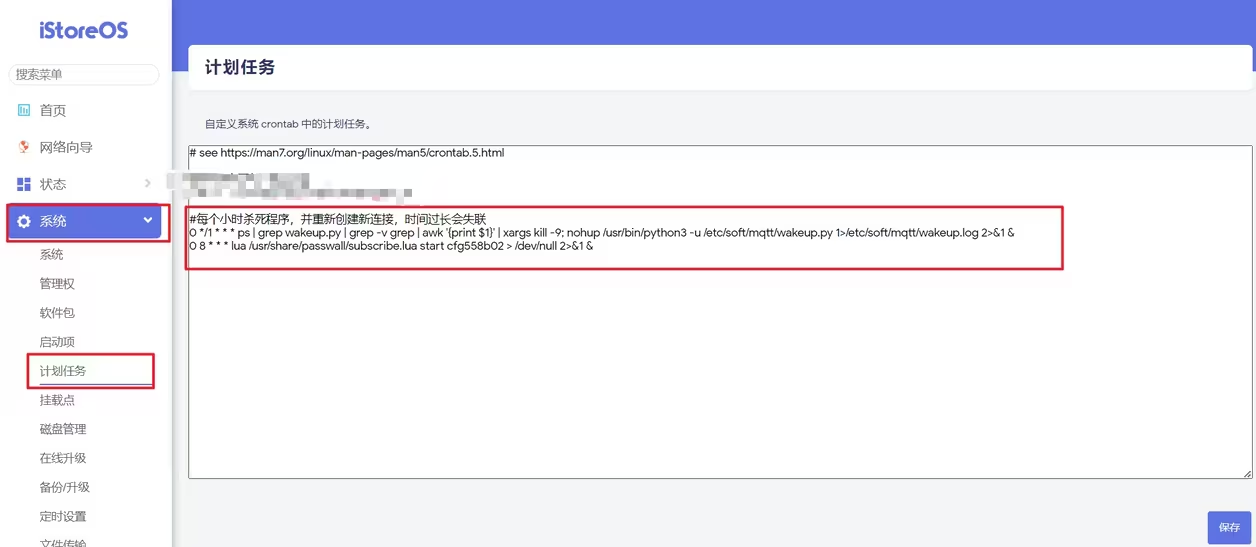 iStoreOS
搜索菜单
首页
网络向导
状态
系统
系统
管理权
软件包
启动项
计划任务
挂载点
磁盘管理
在线升级
备份/升级
定时设置
文件传输
计划任务
自定义系统 crontab 中的计划任务。
# see https://man7.org/linux/man-pages/man5/crontab.5.html
#每个小时杀死程序，并重新创建新连接，时间过长会失联
0 */1 * * * ps | grep wakeup.py | grep -v grep | awk '{print $1}' | xargs kill -9; nohup /usr/bin/python3 -u /etc/soft/mqtt/wakeup.py 1>/etc/soft/mqtt/wakeup.log 2>&1 &
0 8 * * * lua /usr/share/passwall/subscribe.lua start cfg558b02 > /dev/null 2>&1 &
保存